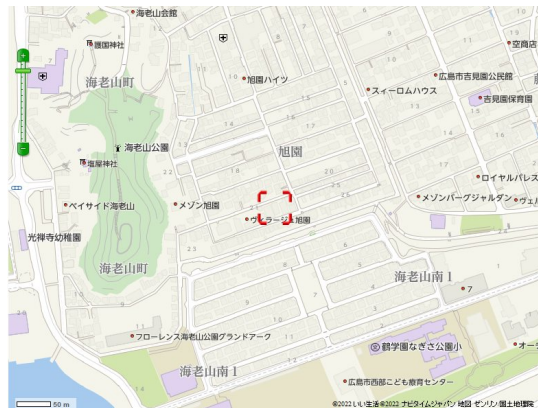 海老山会館
護国神社
空商店
海老山町
旭園ハイツ
広島市吉見園公民館
スィーロムハウス
吉見園保育園
海老山公園
旭園
塩屋神社
ロイヤルパレス
ベイサイド海老山
メゾン旭園
メゾンバーグジャルダン
ヴィラージュ旭園
光禅寺幼稚園
海老山町
海老山南1
7
フローレンス海老山公園グランドアーク
鶴学園なぎさ公園小
海老山南1
広島市西部こども療育センター
50 m
©2022 いい生活 ©2022 ナビタイムジャパン 地図 ゼンリン 国土地理院